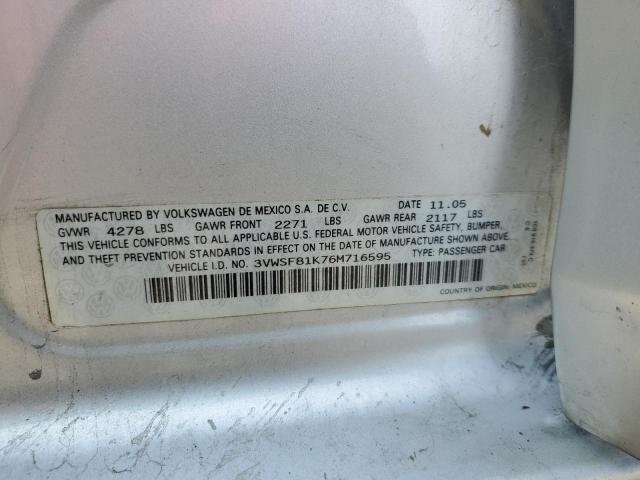 MANUFACTURED BY VOLKSWAGEN DE MEXICO S.A. DE C.V. DATE 11.05
GVWR 4278 LBS GAWR FRONT 2271 LBS GAWR REAR 2117 LBS
THIS VEHICLE CONFORMS TO ALL APPLICABLE U.S. FEDERAL MOTOR VEHICLE SAFETY, BUMPER,
AND THEFT PREVENTION STANDARDS IN EFFECT ON THE DATE OF MANUFACTURE SHOWN ABOVE.
VEHICLE I.D. NO. 3VWSF81K76M716595 TYPE: PASSENGER CAR
COUNTRY OF ORIGIN: MEXICO